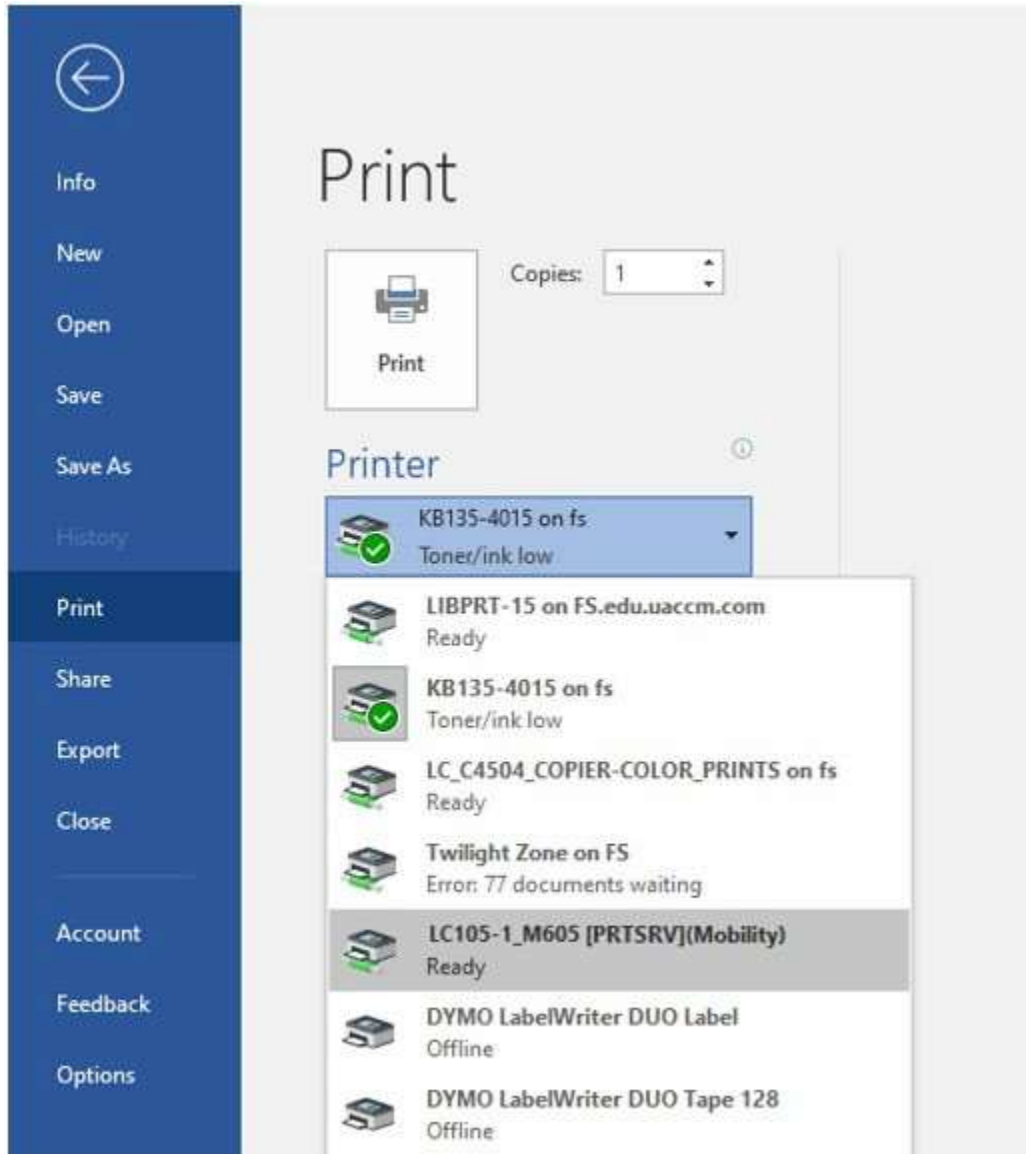 Info
New
Open
Save
Save As
History
Print
Share
Export
Close
Account
Feedback
Options
Print
Copies: 1
Print
Printer
KB135-4015 on fs
Toner/ink low
LIBPRT-15 on FS.edu.uaccm.com
Ready
KB135-4015 on fs
Toner/ink low
LC_C4504_COPIER-COLOR_PRINTS on fs
Ready
Twilight Zone on FS
Error: 77 documents waiting
LC105-1_M605 [PRTSRV](Mobility)
Ready
DYMO LabelWriter DUO Label
Offline
DYMO LabelWriter DUO Tape 128
Offline